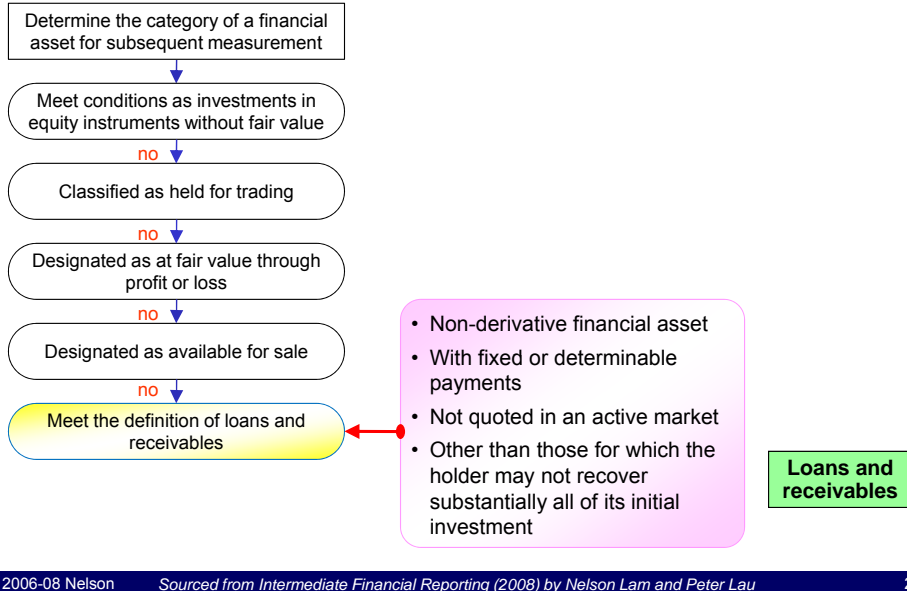 Determine the category of a financial
asset for subsequent measurement
Meet conditions as investments in
equity instruments without fair value
no
Classified as held for trading
no
Designated as at fair value through
profit or loss
no
Designated as available for sale
no
Meet the definition of loans and
receivables
• Non-derivative financial asset
• With fixed or determinable
payments
• Not quoted in an active market
• Other than those for which the
holder may not recover
substantially all of its initial
investment
Loans and
receivables
2006-08 Nelson
Sourced from Intermediate Financial Reporting (2008) by Nelson Lam and Peter Lau